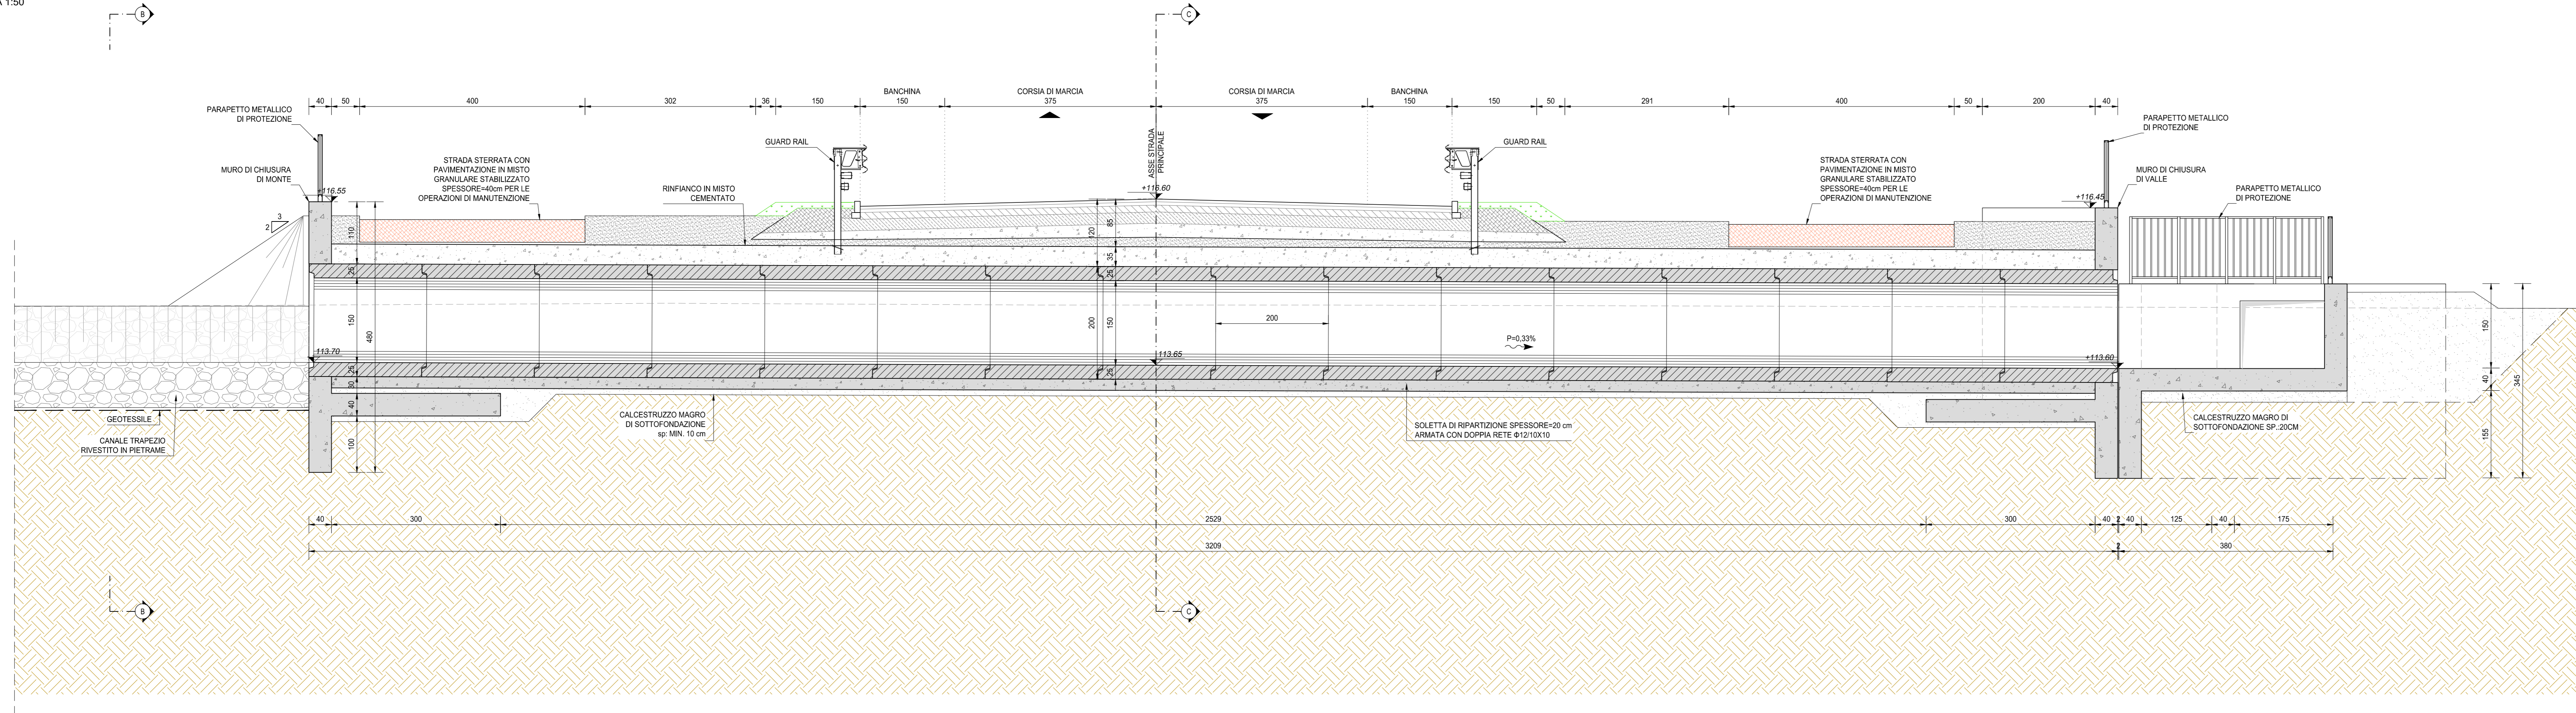 A 1:50
B
C
BANCHINA
CORSIA DI MARCIA
CORSIA DI MARCIA
BANCHINA
40
50
400
302
36
150
150
375
375
150
150
50
291
400
50
200
40
PARAPETTO METALLICO
DI PROTEZIONE
MURO DI CHIUSURA
DI MONTE
+116.55
STRADA STERRATA CON
PAVIMENTAZIONE IN MISTO
GRANULARE STABILIZZATO
SPESSORE=40cm PER LE
OPERAZIONI DI MANUTENZIONE
RINFIANCO IN MISTO
CEMENTATO
GUARD RAIL
ASSE STRADA
PRINCIPALE
+116.60
GUARD RAIL
STRADA STERRATA CON
PAVIMENTAZIONE IN MISTO
GRANULARE STABILIZZATO
SPESSORE=40cm PER LE
OPERAZIONI DI MANUTENZIONE
+116.45
PARAPETTO METALLICO
DI PROTEZIONE
MURO DI CHIUSURA
DI VALLE
PARAPETTO METALLICO
DI PROTEZIONE
3
2
110
25
150
25
30
40
100
480
120
200
85
35
25
150
25
200
P=0,33%
113.70
113.65
+113.60
150
40
155
345
GEOTESSILE
CANALE TRAPEZIO
RIVESTITO IN PIETRAME
CALCESTRUZZO MAGRO
DI SOTTOFONDAZIONE
sp: MIN. 10 cm
SOLETTA DI RIPARTIZIONE SPESSORE=20 cm
ARMATA CON DOPPIA RETE Φ12/10X10
CALCESTRUZZO MAGRO DI
SOTTOFONDAZIONE SP.:20CM
40
300
2529
300
40
2
40
125
40
175
3209
2
380
B
C